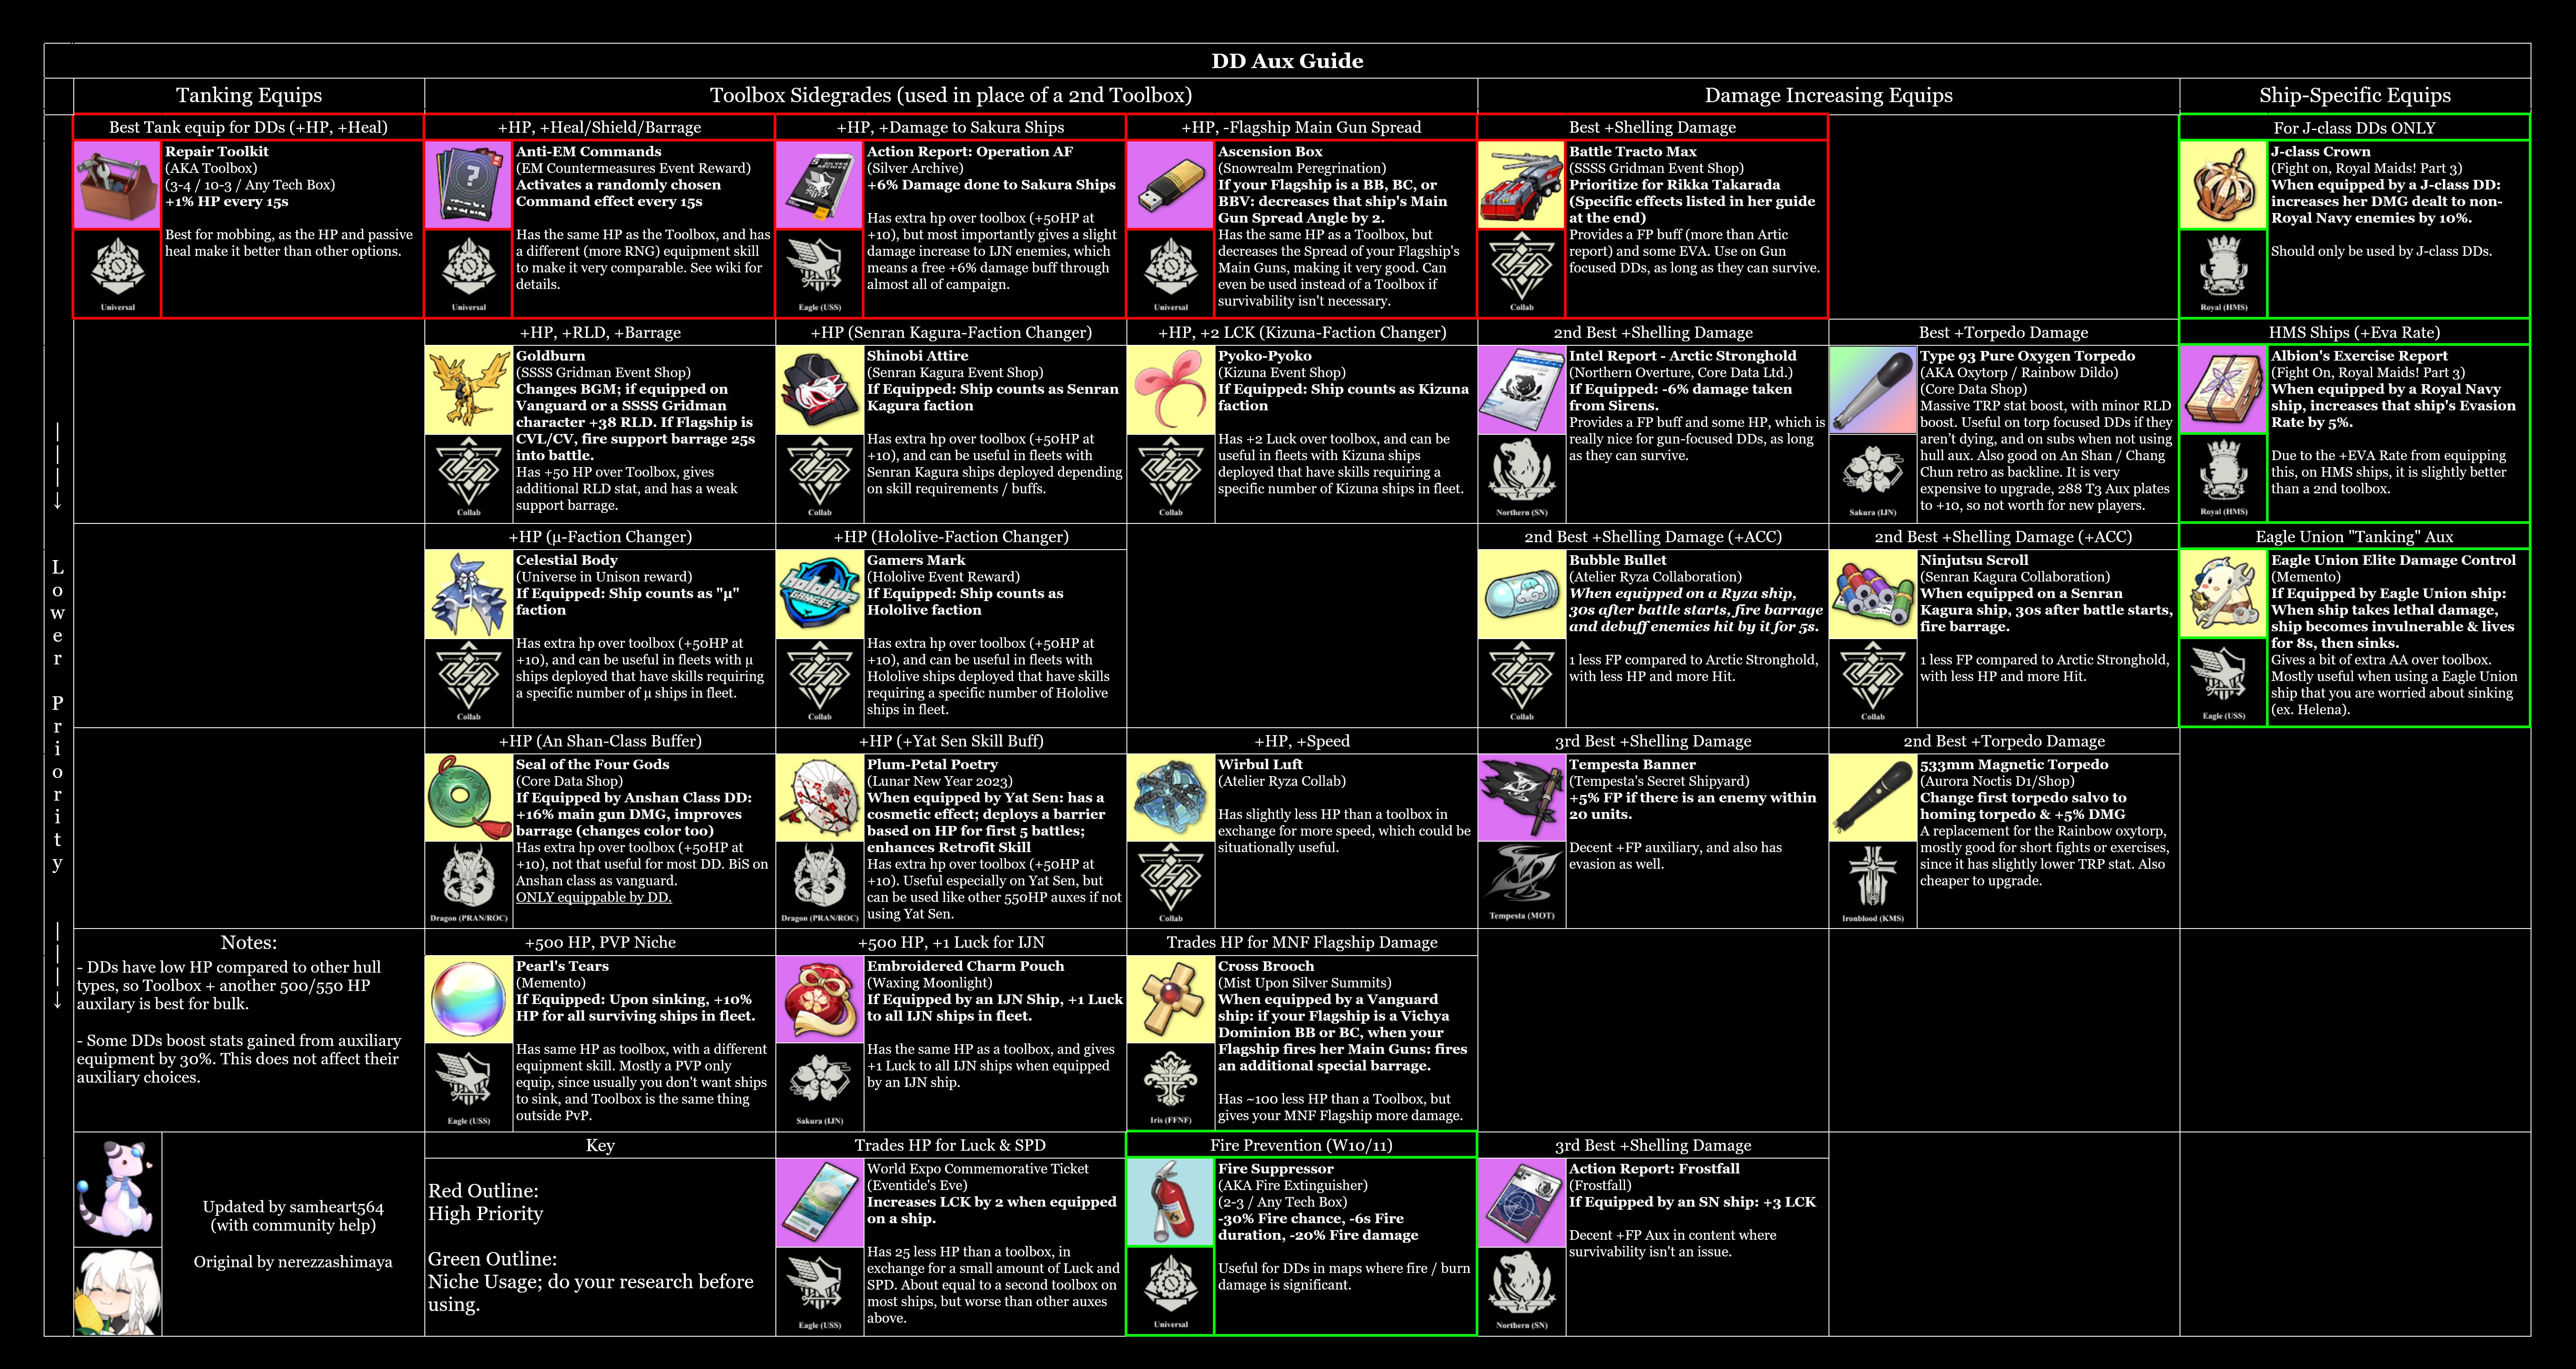 DD Aux Guide
Tanking Equips
Toolbox Sidegrades (used in place of a 2nd Toolbox)
Damage Increasing Equips
Ship-Specific Equips
Best Tank equip for DDs (+HP, +Heal)
Repair Toolkit
(AKA Toolbox)
(3-4 / 10-3 / Any Tech Box)
+1% HP every 15s
Best for mobbing, as the HP and passive
heal make it better than other options.
Universal
+HP, +Heal/Shield/Barrage
Anti-EM Commands
(EM Countermeasures Event Reward)
Activates a randomly chosen
Command effect every 15s
Has the same HP as the Toolbox, and has
a different (more RNG) equipment skill
to make it very comparable. See wiki for
details.
Universal
+HP, +Damage to Sakura Ships
Action Report: Operation AF
(Silver Archive)
+6% Damage done to Sakura Ships
Has extra hp over toolbox (+50HP at
+10), but most importantly gives a slight
damage increase to IJN enemies, which
means a free +6% damage buff through
almost all of campaign.
Eagle (USS)
+HP, -Flagship Main Gun Spread
Ascension Box
(Snowrealm Peregrination)
If your Flagship is a BB, BC, or
BBV: decreases that ship's Main
Gun Spread Angle by 2.
Has the same HP as a Toolbox, but
decreases the Spread of your Flagship's
Main Guns, making it very good. Can
even be used instead of a Toolbox if
survivability isn't necessary.
Universal
Best +Shelling Damage
Battle Tracto Max
(SSSS Gridman Event Shop)
Prioritize for Rikka Takarada
(Specific effects listed in her guide
at the end)
Provides a FP buff (more than Artic
report) and some EVA. Use on Gun
focused DDs, as long as they can survive.
Collab
For J-class DDs ONLY
J-class Crown
(Fight on, Royal Maids! Part 3)
When equipped by a J-class DD:
increases her DMG dealt to non-
Royal Navy enemies by 10%.
Should only be used by J-class DDs.
Royal (HMS)
+HP, +RLD, +Barrage
Goldburn
(SSSS Gridman Event Shop)
Changes BGM; if equipped on
Vanguard or a SSSS Gridman
character +38 RLD. If Flagship is
CVL/CV, fire support barrage 25s
into battle.
Has +50 HP over Toolbox, gives
additional RLD stat, and has a weak
support barrage.
Collab
+HP (Senran Kagura-Faction Changer)
Shinobi Attire
(Senran Kagura Event Shop)
If Equipped: Ship counts as Senran
Kagura faction
Has extra hp over toolbox (+50HP at
+10), and can be useful in fleets with
Senran Kagura ships deployed depending
on skill requirements / buffs.
Collab
+HP, +2 LCK (Kizuna-Faction Changer)
Pyoko-Pyoko
(Kizuna Event Shop)
If Equipped: Ship counts as Kizuna
faction
Has +2 Luck over toolbox, and can be
useful in fleets with Kizuna ships
deployed that have skills requiring a
specific number of Kizuna ships in fleet.
Collab
2nd Best +Shelling Damage
Intel Report - Arctic Stronghold
(Northern Overture, Core Data Ltd.)
If Equipped: -6% damage taken
from Sirens.
Provides a FP buff and some HP, which is
really nice for gun-focused DDs, as long
as they can survive.
Northern (SN)
Best +Torpedo Damage
Type 93 Pure Oxygen Torpedo
(AKA Oxytorp / Rainbow Dildo)
(Core Data Shop)
Massive TRP stat boost, with minor RLD
boost. Useful on torp focused DDs if they
aren't dying, and on subs when not using
hull aux. Also good on An Shan / Chang
Chun retro as backline. It is very
expensive to upgrade, 288 T3 Aux plates
to +10, so not worth for new players.
Sakura (IJN)
HMS Ships (+Eva Rate)
Albion's Exercise Report
(Fight On, Royal Maids! Part 3)
When equipped by a Royal Navy
ship, increases that ship's Evasion
Rate by 5%.
Due to the +EVA Rate from equipping
this, on HMS ships, it is slightly better
than a 2nd toolbox.
Royal (HMS)
+HP (μ-Faction Changer)
Celestial Body
(Universe in Unison reward)
If Equipped: Ship counts as "μ"
faction
Has extra hp over toolbox (+50HP at
+10), and can be useful in fleets with μ
ships deployed that have skills requiring
a specific number of μ ships in fleet.
Collab
+HP (Hololive-Faction Changer)
hololive
GAMERS
Gamers Mark
(Hololive Event Reward)
If Equipped: Ship counts as
Hololive faction
Has extra hp over toolbox (+50HP at
+10), and can be useful in fleets with
Hololive ships deployed that have skills
requiring a specific number of Hololive
ships in fleet.
Collab
2nd Best +Shelling Damage (+ACC)
Bubble Bullet
(Atelier Ryza Collaboration)
When equipped on a Ryza ship,
30s after battle starts, fire barrage
and debuff enemies hit by it for 5s.
1 less FP compared to Arctic Stronghold,
with less HP and more Hit.
Collab
2nd Best +Shelling Damage (+ACC)
Ninjutsu Scroll
(Senran Kagura Collaboration)
When equipped on a Senran
Kagura ship, 30s after battle starts,
fire barrage.
1 less FP compared to Arctic Stronghold,
with less HP and more Hit.
Collab
Eagle Union "Tanking" Aux
Eagle Union Elite Damage Control
(Memento)
If Equipped by Eagle Union ship:
When ship takes lethal damage,
ship becomes invulnerable & lives
for 8s, then sinks.
Gives a bit of extra AA over toolbox.
Mostly useful when using a Eagle Union
ship that you are worried about sinking
(ex. Helena).
Eagle (USS)
Lower Priority
+HP (An Shan-Class Buffer)
Seal of the Four Gods
(Core Data Shop)
If Equipped by Anshan Class DD:
+16% main gun DMG, improves
barrage (changes color too)
Has extra hp over toolbox (+50HP at
+10), not that useful for most DD. BiS on
Anshan class as vanguard.
ONLY equippable by DD.
Dragon (PRAN/ROC)
+HP (+Yat Sen Skill Buff)
Plum-Petal Poetry
(Lunar New Year 2023)
When equipped by Yat Sen: has a
cosmetic effect; deploys a barrier
based on HP for first 5 battles;
enhances Retrofit Skill
Has extra hp over toolbox (+50HP at
+10). Useful especially on Yat Sen, but
can be used like other 550HP auxes if not
using Yat Sen.
Dragon (PRAN/ROC)
+HP, +Speed
Wirbul Luft
(Atelier Ryza Collab)
Has slightly less HP than a toolbox in
exchange for more speed, which could be
situationally useful.
Collab
3rd Best +Shelling Damage
Tempesta Banner
(Tempesta's Secret Shipyard)
+5% FP if there is an enemy within
20 units.
Decent +FP auxiliary, and also has
evasion as well.
Tempesta (MOT)
2nd Best +Torpedo Damage
533mm Magnetic Torpedo
(Aurora Noctis D1/Shop)
Change first torpedo salvo to
homing torpedo & +5% DMG
A replacement for the Rainbow oxytorp,
mostly good for short fights or exercises,
since it has slightly lower TRP stat. Also
cheaper to upgrade.
Ironblood (KMS)
Notes:
- DDs have low HP compared to other hull
types, so Toolbox + another 500/550 HP
auxilary is best for bulk.
- Some DDs boost stats gained from auxiliary
equipment by 30%. This does not affect their
auxiliary choices.
+500 HP, PVP Niche
Pearl's Tears
(Memento)
If Equipped: Upon sinking, +10%
HP for all surviving ships in fleet.
Has same HP as toolbox, with a different
equipment skill. Mostly a PVP only
equip, since usually you don't want ships
to sink, and Toolbox is the same thing
outside PvP.
Eagle (USS)
+500 HP, +1 Luck for IJN
Embroidered Charm Pouch
(Waxing Moonlight)
If Equipped by an IJN Ship, +1 Luck
to all IJN ships in fleet.
Has the same HP as a toolbox, and gives
+1 Luck to all IJN ships when equipped
by an IJN ship.
Sakura (IJN)
Trades HP for MNF Flagship Damage
Cross Brooch
(Mist Upon Silver Summits)
When equipped by a Vanguard
ship: if your Flagship is a Vichya
Dominion BB or BC, when your
Flagship fires her Main Guns: fires
an additional special barrage.
Has ~100 less HP than a Toolbox, but
gives your MNF Flagship more damage.
Iris (FFNF)
Updated by samheart564
(with community help)
Original by nerezzashimaya
Key
Red Outline:
High Priority
Green Outline:
Niche Usage; do your research before
using.
Trades HP for Luck & SPD
World Expo Commemorative Ticket
(Eventide's Eve)
Increases LCK by 2 when equipped
on a ship.
Has 25 less HP than a toolbox, in
exchange for a small amount of Luck and
SPD. About equal to a second toolbox on
most ships, but worse than other auxes
above.
Eagle (USS)
Fire Prevention (W10/11)
Fire Suppressor
(AKA Fire Extinguisher)
(2-3 / Any Tech Box)
-30% Fire chance, -6s Fire
duration, -20% Fire damage
Useful for DDs in maps where fire / burn
damage is significant.
Universal
3rd Best +Shelling Damage
Action Report: Frostfall
(Frostfall)
If Equipped by an SN ship: +3 LCK
Decent +FP Aux in content where
survivability isn't an issue.
Northern (SN)